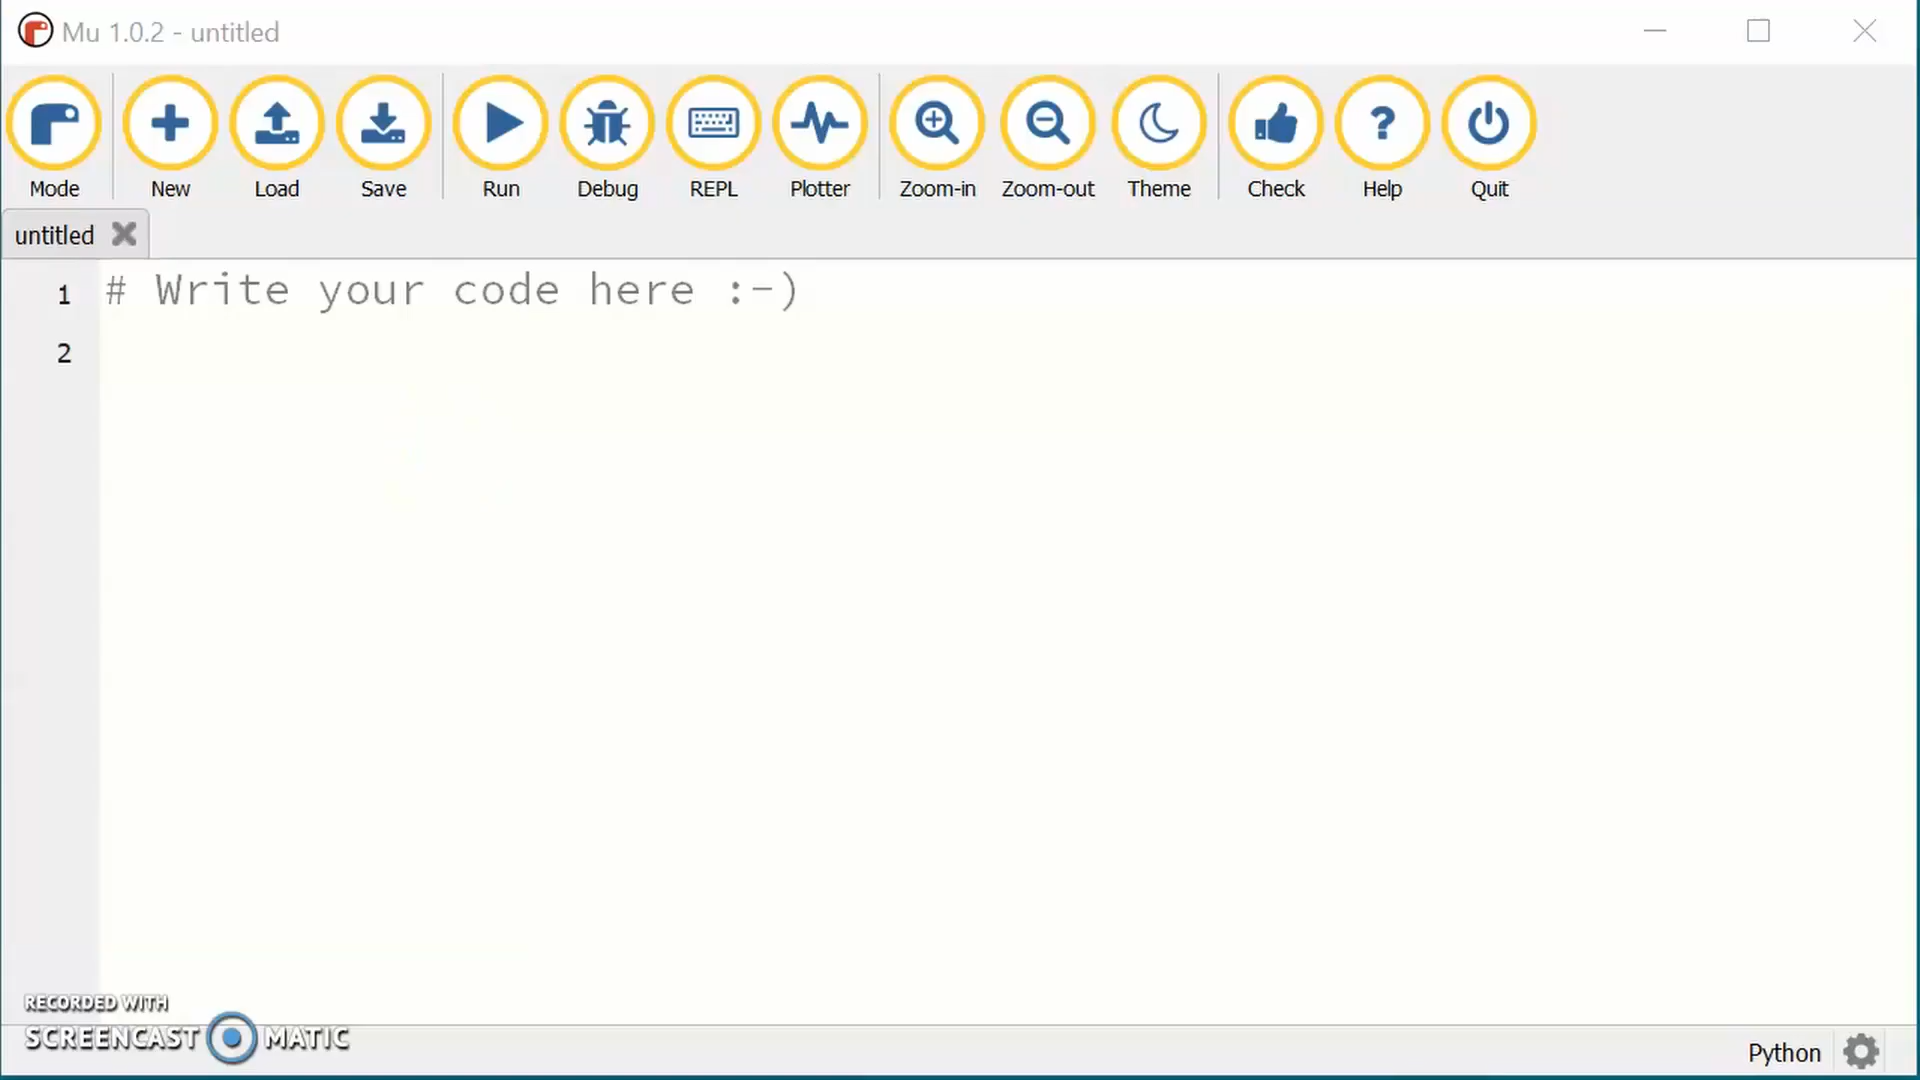 Mu 1.0.2 - untitled
Mode New Load Save Run Debug REPL Plotter Zoom-in Zoom-out Theme Check Help Quit
untitled
1 # Write your code here :-)
2
RECORDED WITH
SCREENCAST MATIC
Python